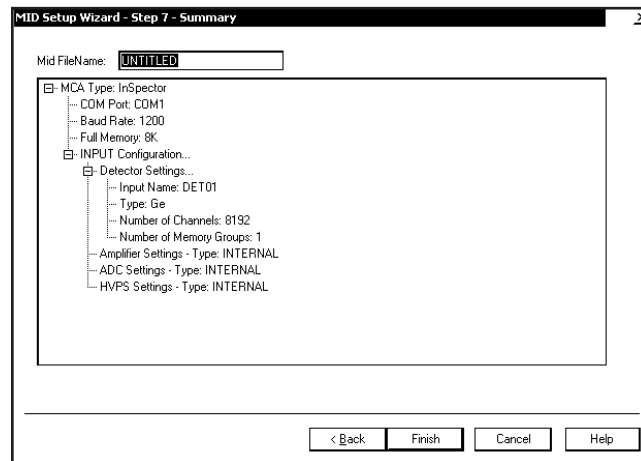 MID Setup Wizard - Step 7 - Summary
Mid FileName: UNTITLED
MCA Type: InSpector
COM Port: COM1
Baud Rate: 1200
Full Memory: 8K
INPUT Configuration...
Detector Settings...
Input Name: DET01
Type: Ge
Number of Channels: 8192
Number of Memory Groups: 1
Amplifier Settings - Type: INTERNAL
ADC Settings - Type: INTERNAL
HVPS Settings - Type: INTERNAL
< Back Finish Cancel Help